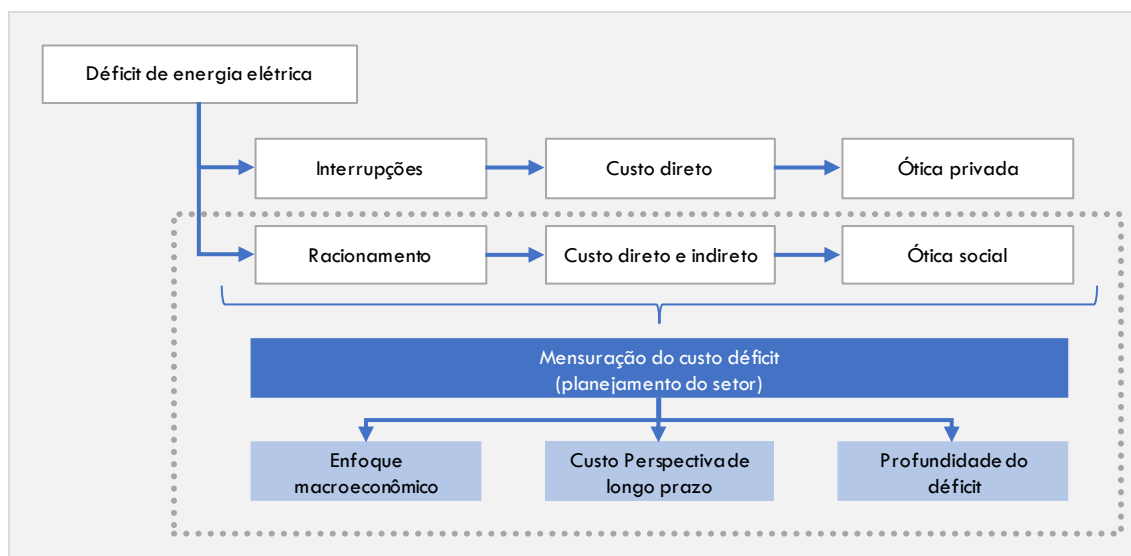 Déficit de energia elétrica
Interrupções
Custo direto
Ótica privada
Racionamento
Custo direto e indireto
Ótica social
Mensuração do custo déficit
(planejamento do setor)
Enfoque
macroeconômico
Custo Perspectiva de
longo prazo
Profundidade do
déficit